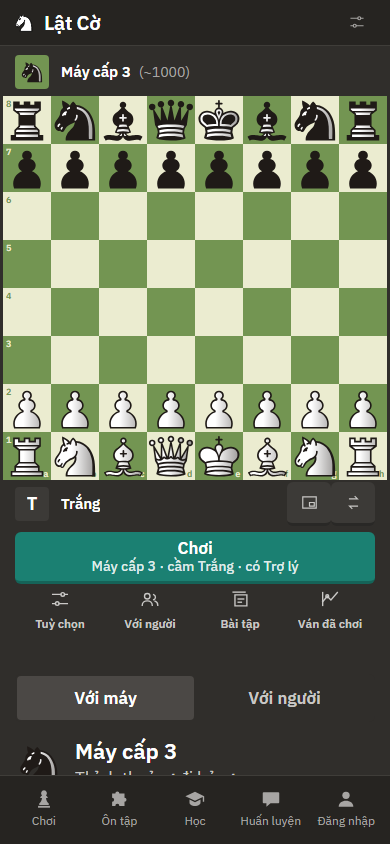 Lật Cờ
Máy cấp 3 (~1000)
8
7
6
5
4
3
2
1
a
d
e
h
T Trắng
Chơi
Máy cấp 3 · cầm Trắng · có Trợ lý
Tuỳ chọn Với người Bài tập Ván đã chơi
Với máy Với người
Máy cấp 3
Chơi Ôn tập Học Huấn luyện Đăng nhập